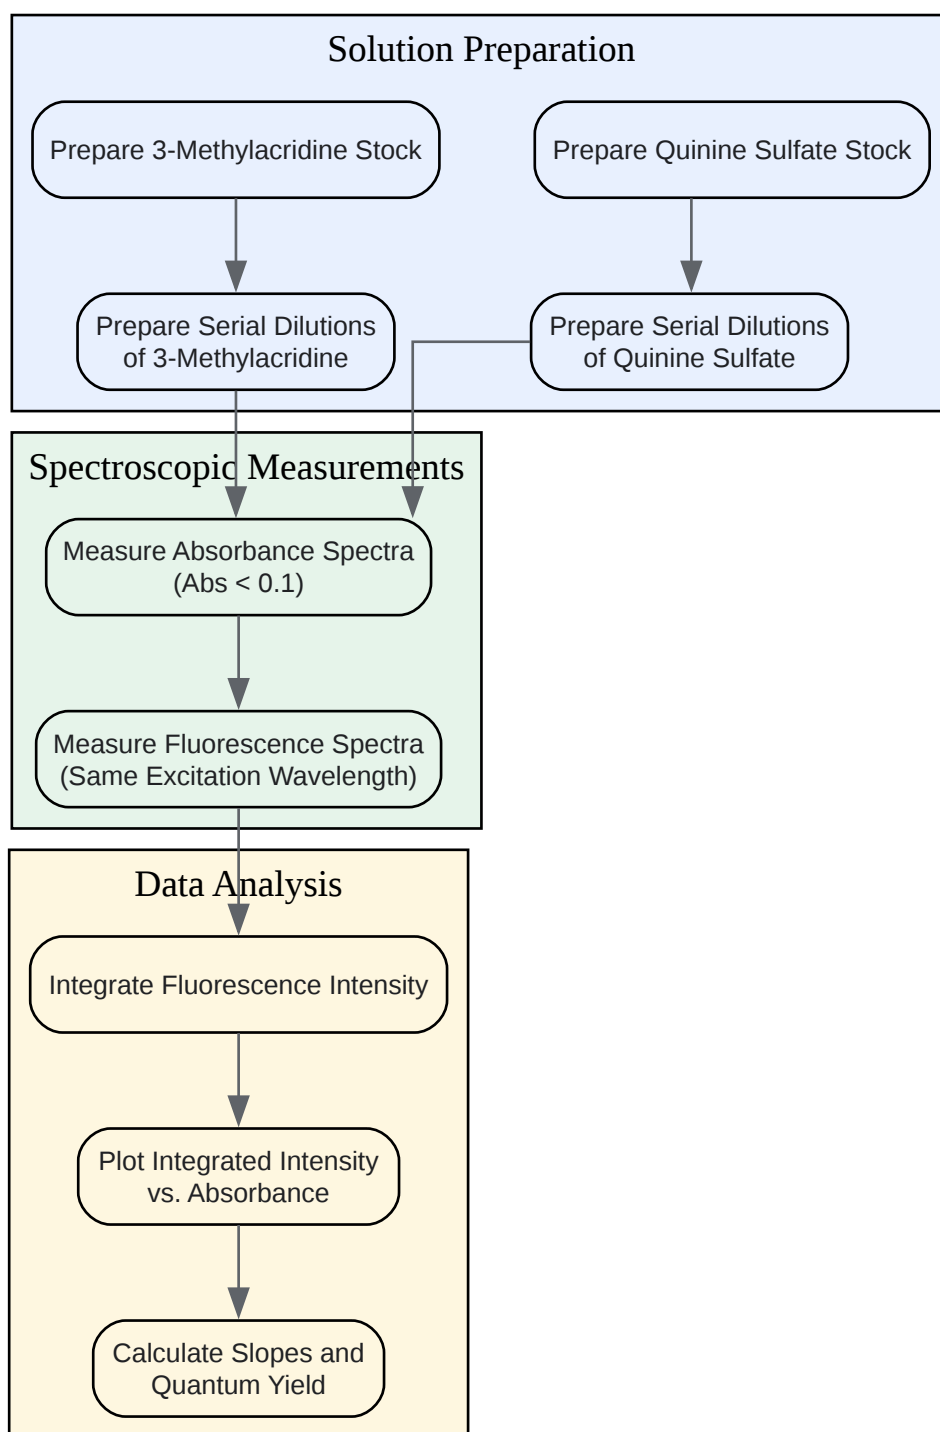 Solution Preparation
Prepare 3-Methylacridine Stock
Prepare Quinine Sulfate Stock
Prepare Serial Dilutions
of 3-Methylacridine
Prepare Serial Dilutions
of Quinine Sulfate
Spectroscopic Measurements
Measure Absorbance Spectra
(Abs < 0.1)
Measure Fluorescence Spectra
(Same Excitation Wavelength)
Data Analysis
Integrate Fluorescence Intensity
Plot Integrated Intensity
vs. Absorbance
Calculate Slopes and
Quantum Yield